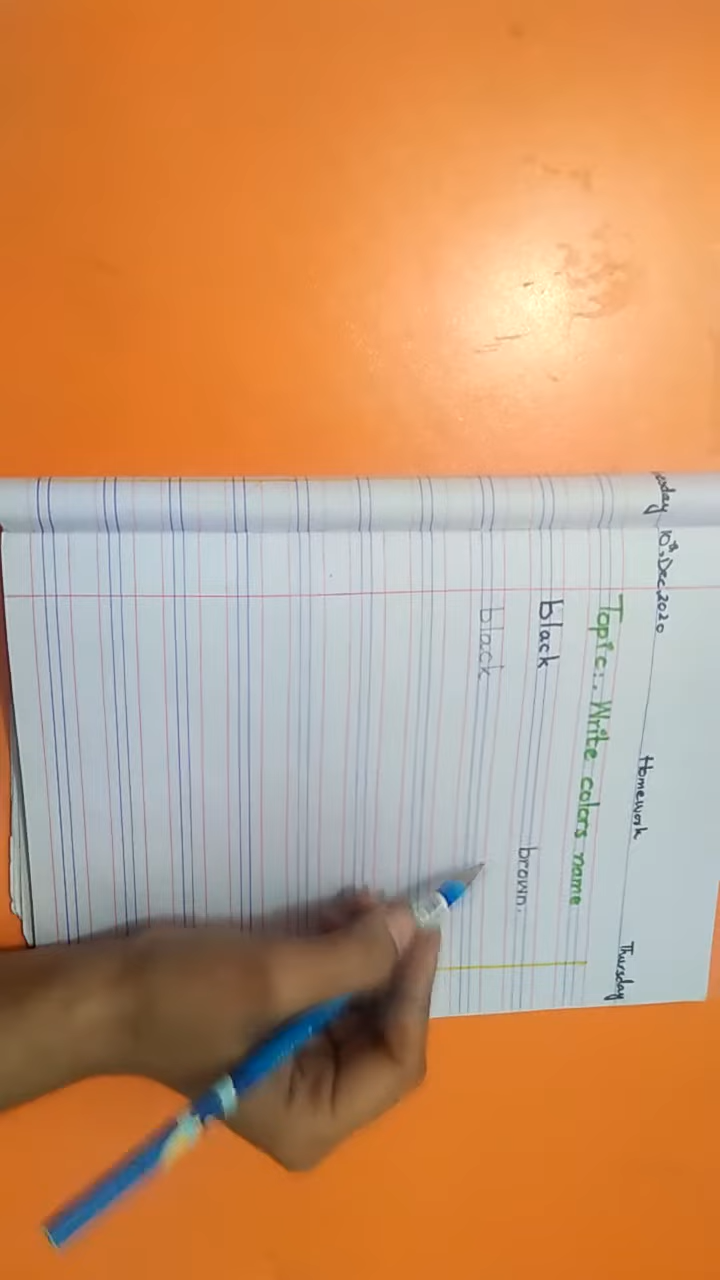 10th, Dec, 2020 Homework Thursday
Topic:. Write colors name
black brown.
black